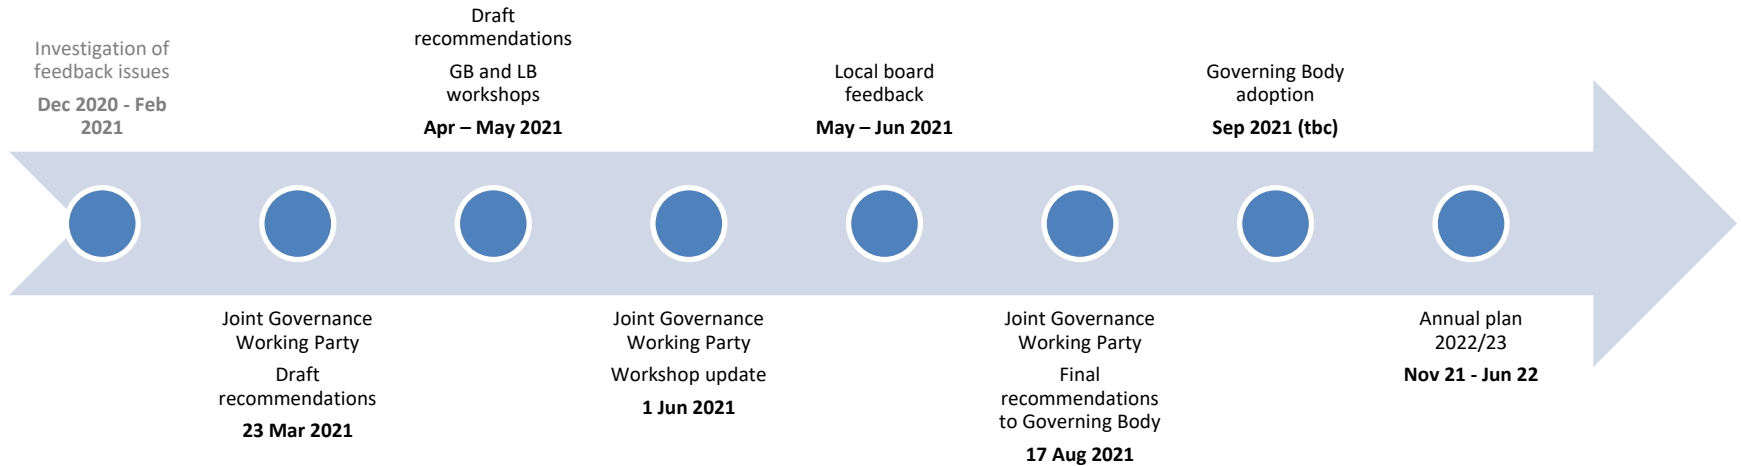 Investigation of
feedback issues
Dec 2020 - Feb
2021
Joint Governance
Working Party
Draft
recommendations
23 Mar 2021
Draft
recommendations
GB and LB
workshops
Apr – May 2021
Joint Governance
Working Party
Workshop update
1 Jun 2021
Local board
feedback
May – Jun 2021
Joint Governance
Working Party
Final
recommendations
to Governing Body
17 Aug 2021
Governing Body
adoption
Sep 2021 (tbc)
Annual plan
2022/23
Nov 21 - Jun 22